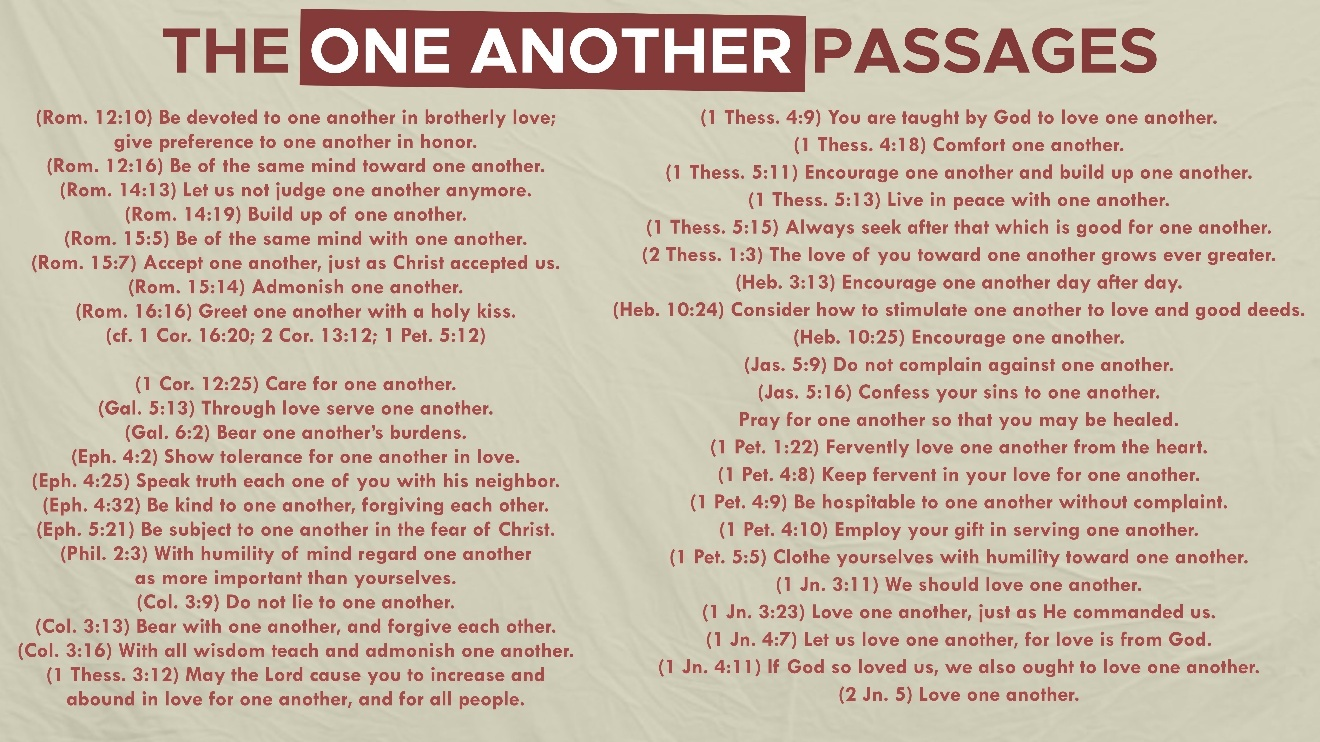 THE ONE ANOTHER PASSAGES
(Rom. 12:10) Be devoted to one another in brotherly love;
give preference to one another in honor.
(Rom. 12:16) Be of the same mind toward one another.
(Rom. 14:13) Let us not judge one another anymore.
(Rom. 14:19) Build up of one another.
(Rom. 15:5) Be of the same mind with one another.
(Rom. 15:7) Accept one another, just as Christ accepted us.
(Rom. 15:14) Admonish one another.
(Rom. 16:16) Greet one another with a holy kiss.
(cf. 1 Cor. 16:20; 2 Cor. 13:12; 1 Pet. 5:12)
(1 Cor. 12:25) Care for one another.
(Gal. 5:13) Through love serve one another.
(Gal. 6:2) Bear one another's burdens.
(Eph. 4:2) Show tolerance for one another in love.
(Eph. 4:25) Speak truth each one of you with his neighbor.
(Eph. 4:32) Be kind to one another, forgiving each other.
(Eph. 5:21) Be subject to one another in the fear of Christ.
(Phil. 2:3) With humility of mind regard one another
as more important than yourselves.
(Col. 3:9) Do not lie to one another.
(Col. 3:13) Bear with one another, and forgive each other.
(Col. 3:16) With all wisdom teach and admonish one another.
(1 Thess. 3:12) May the Lord cause you to increase and
abound in love for one another, and for all people.
(1 Thess. 4:9) You are taught by God to love one another.
(1 Thess. 4:18) Comfort one another.
(1 Thess. 5:11) Encourage one another and build up one another.
(1 Thess. 5:13) Live in peace with one another.
(1 Thess. 5:15) Always seek after that which is good for one another.
(2 Thess. 1:3) The love of you toward one another grows ever greater.
(Heb. 3:13) Encourage one another day after day.
(Heb. 10:24) Consider how to stimulate one another to love and good deeds.
(Heb. 10:25) Encourage one another.
(Jas. 5:9) Do not complain against one another.
(Jas. 5:16) Confess your sins to one another.
Pray for one another so that you may be healed.
(1 Pet. 1:22) Fervently love one another from the heart.
(1 Pet. 4:8) Keep fervent in your love for one another.
(1 Pet. 4:9) Be hospitable to one another without complaint.
(1 Pet. 4:10) Employ your gift in serving one another.
(1 Pet. 5:5) Clothe yourselves with humility toward one another.
(1 Jn. 3:11) We should love one another.
(1 Jn. 3:23) Love one another, just as He commanded us.
(1 Jn. 4:7) Let us love one another, for love is from God.
(1 Jn. 4:11) If God so loved us, we also ought to love one another.
(2 Jn. 5) Love one another.